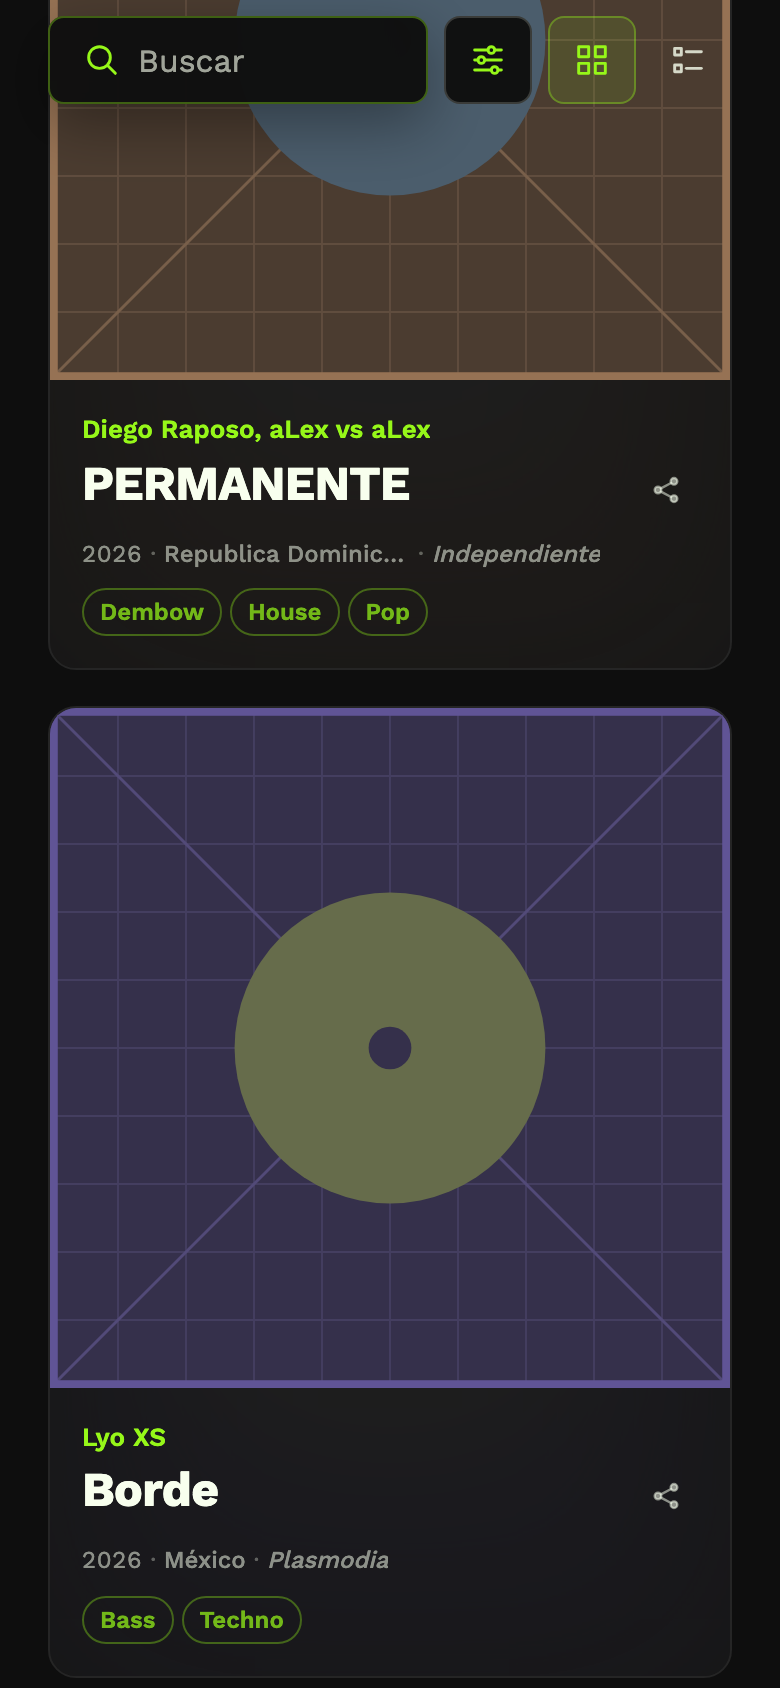 Buscar
Diego Raposo, aLex vs aLex
PERMANENTE
2026 · Republica Dominic... · Independiente
Dembow House Pop
Lyo XS
Borde
2026 · México · Plasmodia
Bass Techno